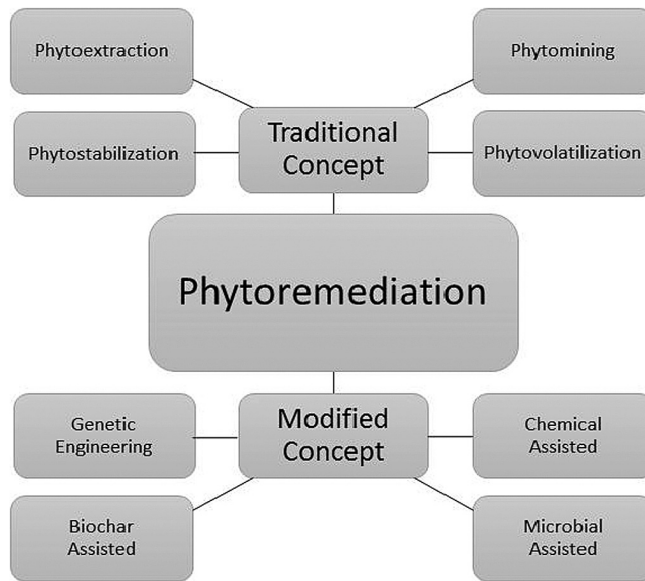 Phytoextraction
Phytomining
Traditional
Concept
Phytostabilization
Phytovolatilization
Phytoremediation
Genetic
Engineering
Modified
Concept
Chemical
Assisted
Biochar
Assisted
Microbial
Assisted